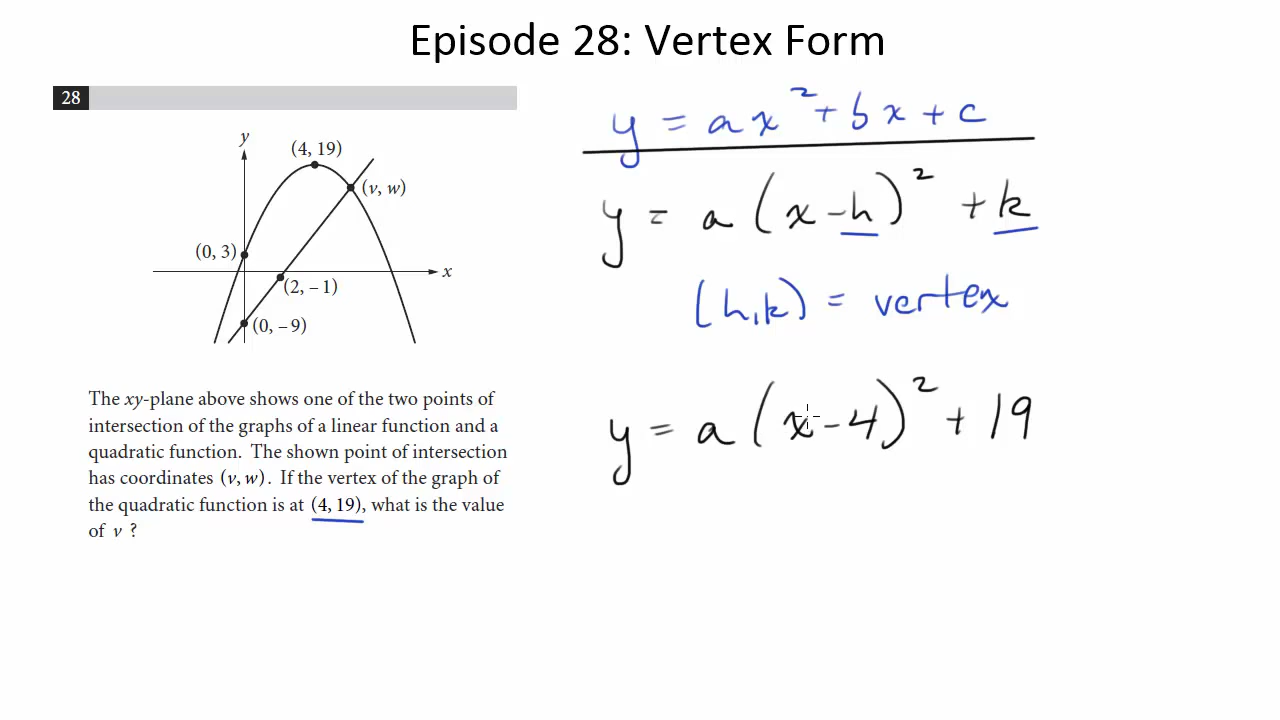 Episode 28: Vertex Form
28
y
(4, 19)
(v, w)
(0, 3)
x
(2, – 1)
(0, – 9)
The xy-plane above shows one of the two points of
intersection of the graphs of a linear function and a
quadratic function. The shown point of intersection
has coordinates (v, w). If the vertex of the graph of
the quadratic function is at (4, 19), what is the value
of v ?
y = ax² + bx + c
y = a(x - h)² + k
(h, k) = vertex
y = a(x - 4)² + 19